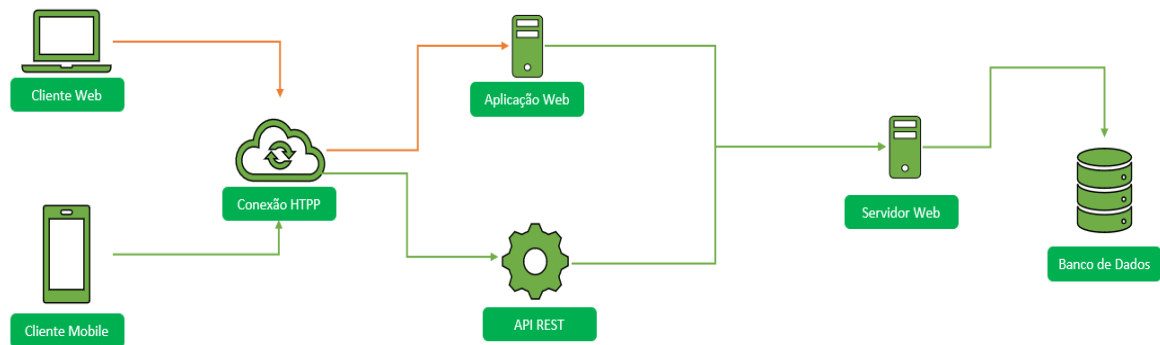 Cliente Web
Aplicação Web
Conexão HTPP
Servidor Web
Banco de Dados
Cliente Mobile
API REST